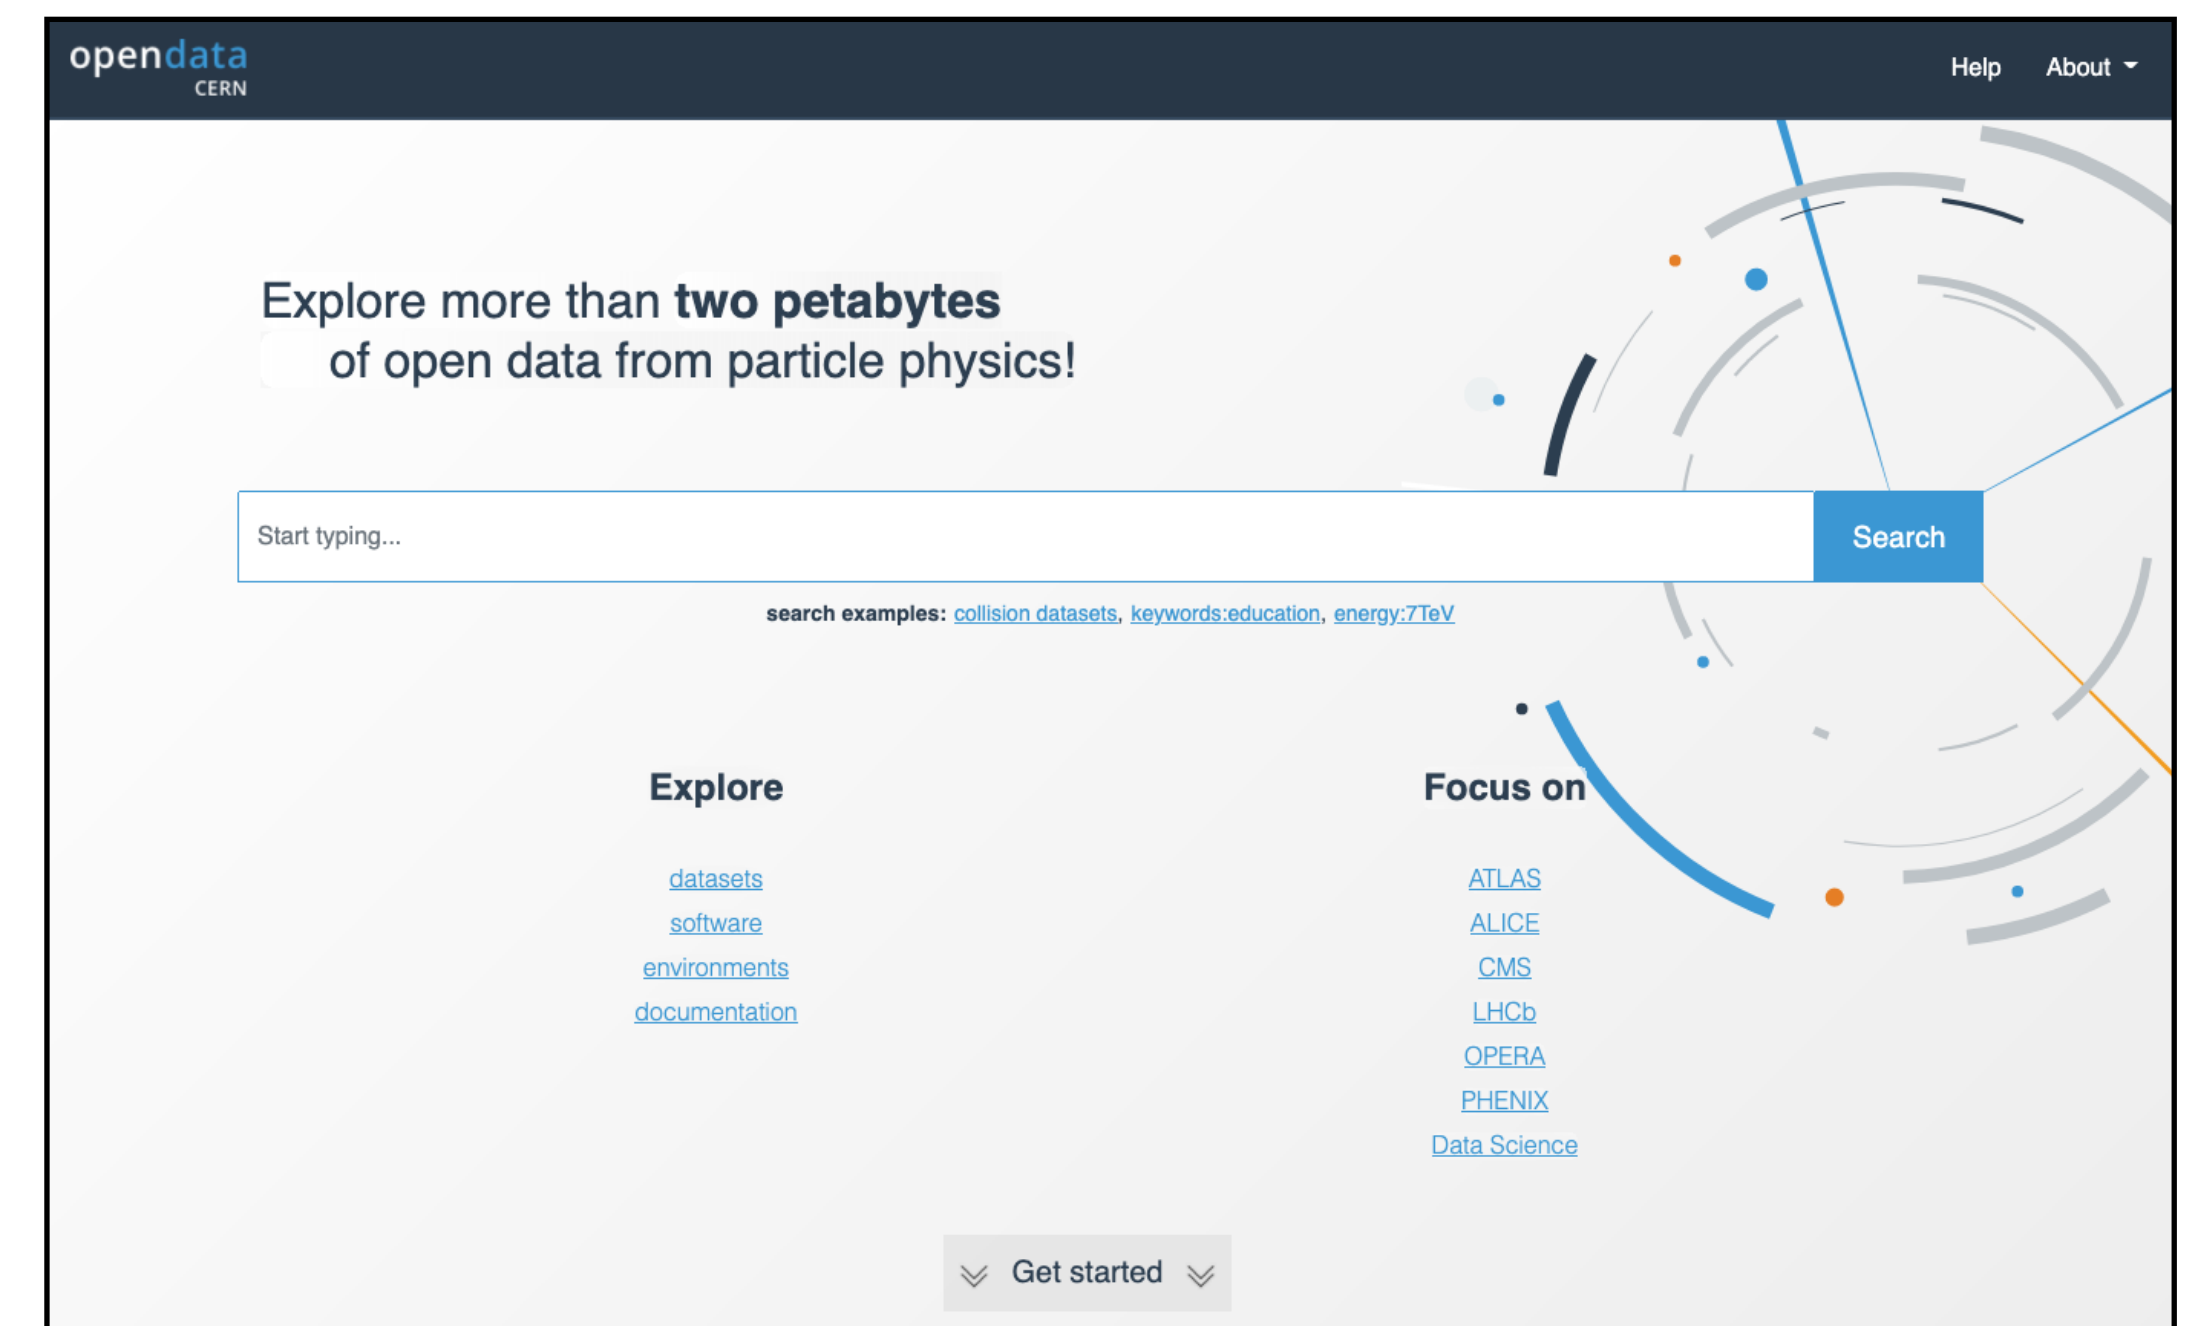 opendata
CERN
Help About
Explore more than two petabytes
of open data from particle physics!
Start typing...
Search
search examples: collision datasets, keywords:education, energy:7TeV
Explore
datasets
software
environments
documentation
Focus on
ATLAS
ALICE
CMS
LHCb
OPERA
PHENIX
Data Science
Get started